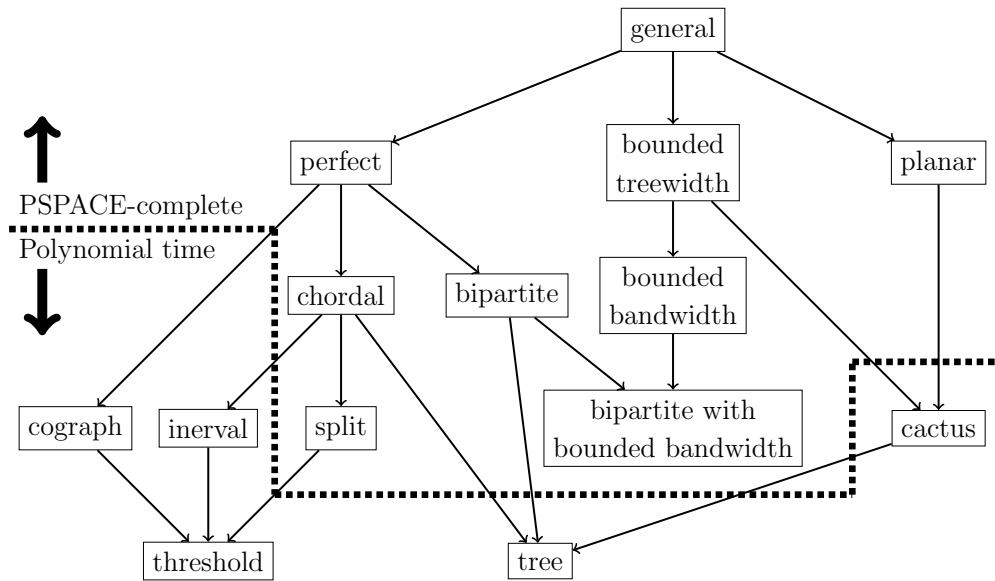 general
perfect
bounded
treewidth
planar
PSPACE-complete
Polynomial time
chordal
bipartite
bounded
bandwidth
cograph
inerval
split
bipartite with
bounded bandwidth
cactus
threshold
tree